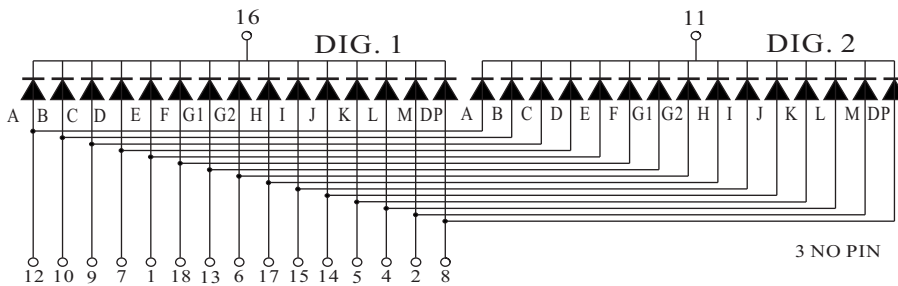 16 11
DIG. 1 DIG. 2
A B C D E F G1 G2 H I J K L M DP A B C D E F G1 G2 H I J K L M DP
3 NO PIN
12 10 9 7 1 18 13 6 17 15 14 5 4 2 8